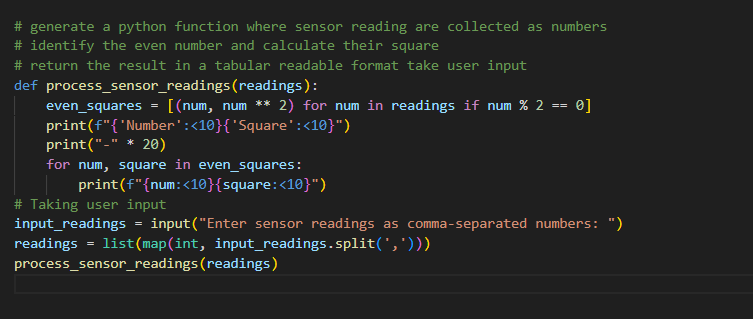 # generate a python function where sensor reading are collected as numbers
# identify the even number and calculate their square
# return the result in a tabular readable format take user input
def process_sensor_readings(readings):
    even_squares = [(num, num ** 2) for num in readings if num % 2 == 0]
    print(f"{'Number':<10}{'Square':<10}")
    print("-" * 20)
    for num, square in even_squares:
        print(f"{num:<10}{square:<10}")
# Taking user input
input_readings = input("Enter sensor readings as comma-separated numbers: ")
readings = list(map(int, input_readings.split(',')))
process_sensor_readings(readings)